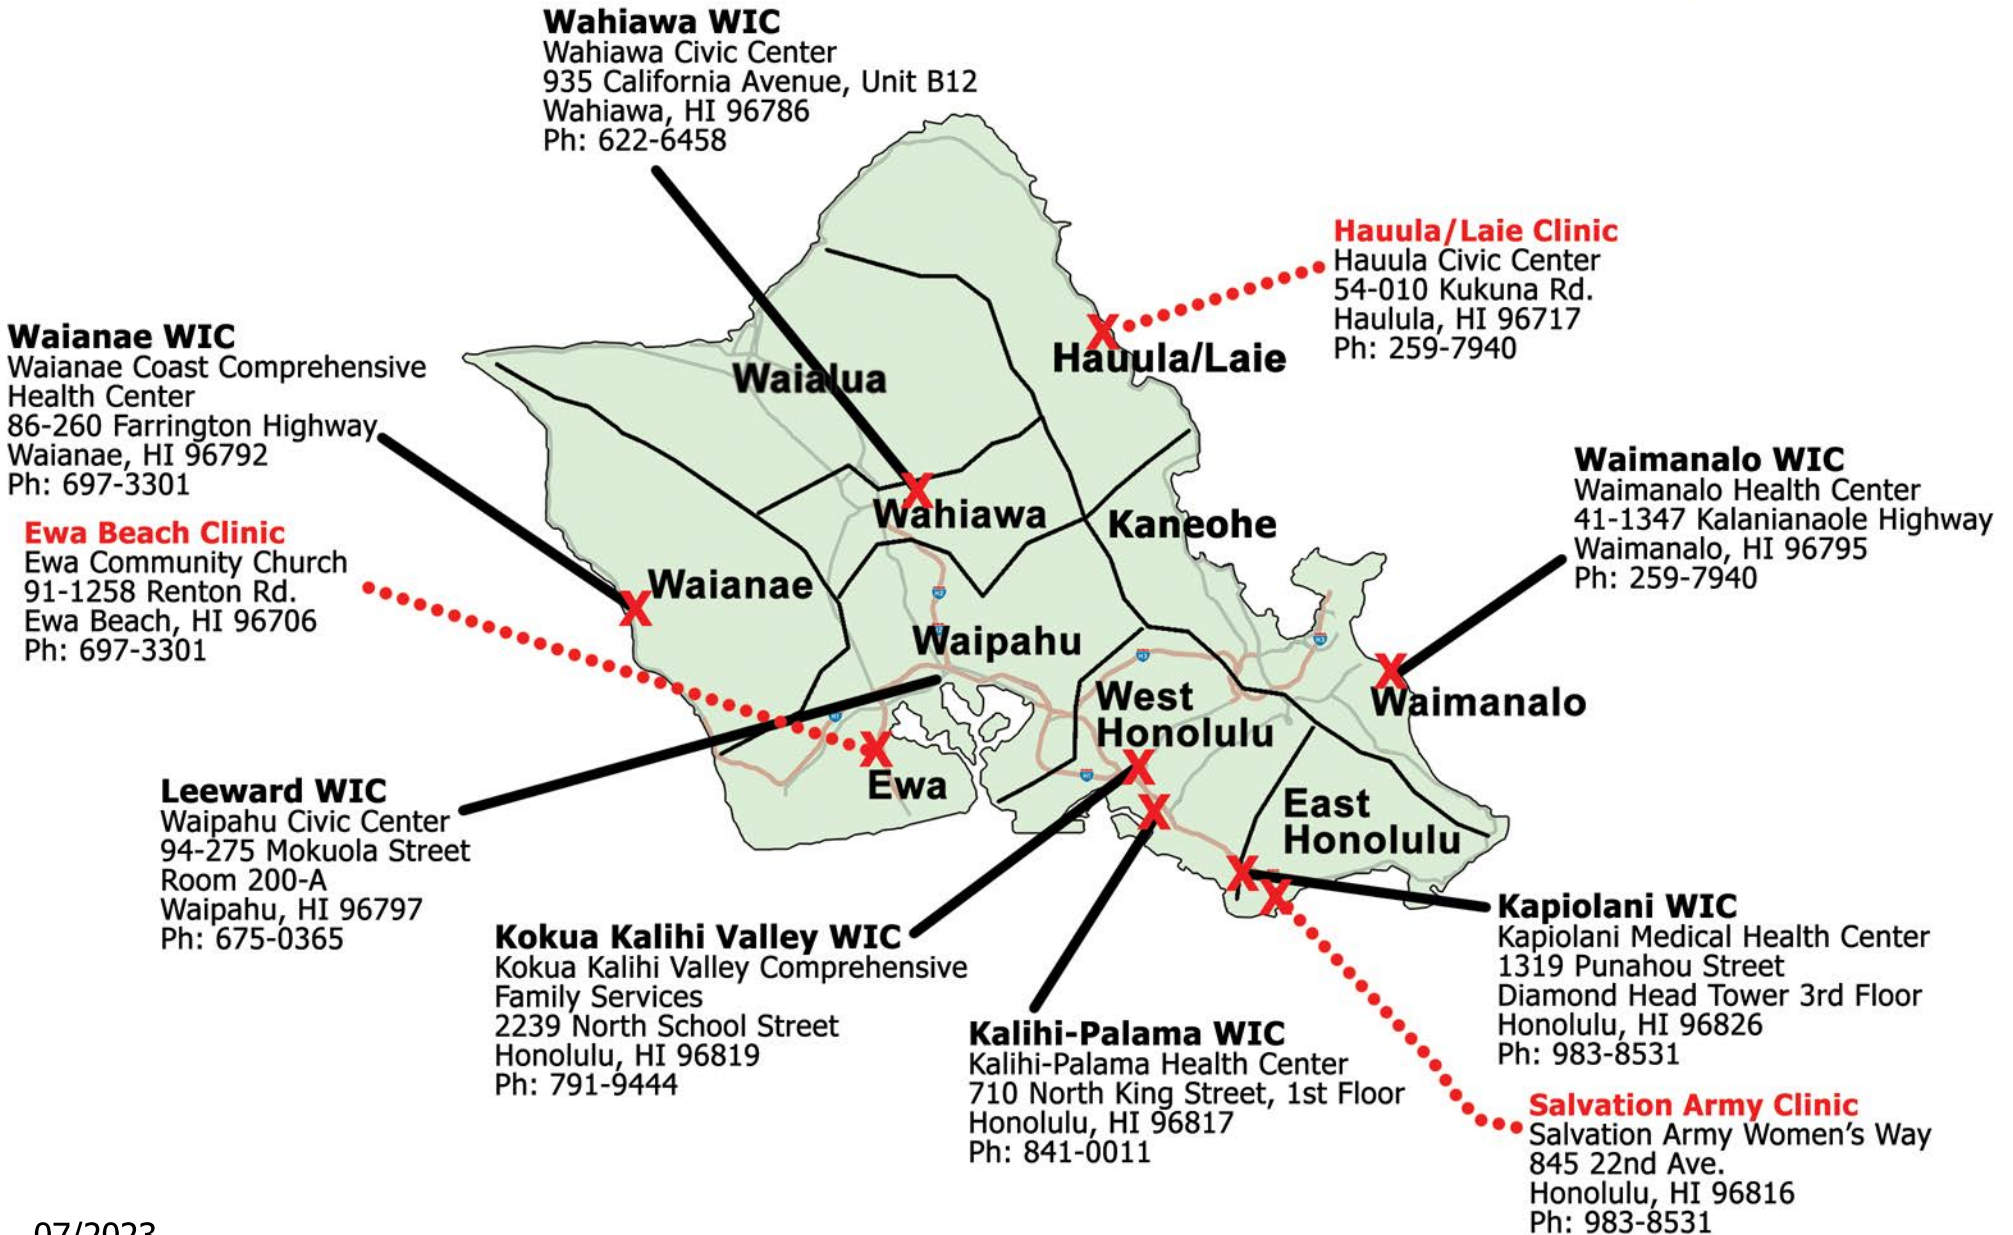 Wahiawa WIC
Wahiawa Civic Center
935 California Avenue, Unit B12
Wahiawa, HI 96786
Ph: 622-6458
Hauula/Laie Clinic
Hauula Civic Center
54-010 Kukuna Rd.
Haulula, HI 96717
Ph: 259-7940
Waianae WIC
Waianae Coast Comprehensive
Health Center
86-260 Farrington Highway
Waianae, HI 96792
Ph: 697-3301
Ewa Beach Clinic
Ewa Community Church
91-1258 Renton Rd.
Ewa Beach, HI 96706
Ph: 697-3301
Waimanalo WIC
Waimanalo Health Center
41-1347 Kalanianaole Highway
Waimanalo, HI 96795
Ph: 259-7940
Waialua
Hauula/Laie
Wahiawa
Kaneohe
Waianae
H2
Waipahu
H3
H3
West
Honolulu
Waimanalo
H1
H1
Ewa
East
Honolulu
Leeward WIC
Waipahu Civic Center
94-275 Mokuola Street
Room 200-A
Waipahu, HI 96797
Ph: 675-0365
Kokua Kalihi Valley WIC
Kokua Kalihi Valley Comprehensive
Family Services
2239 North School Street
Honolulu, HI 96819
Ph: 791-9444
Kalihi-Palama WIC
Kalihi-Palama Health Center
710 North King Street, 1st Floor
Honolulu, HI 96817
Ph: 841-0011
Kapiolani WIC
Kapiolani Medical Health Center
1319 Punahou Street
Diamond Head Tower 3rd Floor
Honolulu, HI 96826
Ph: 983-8531
Salvation Army Clinic
Salvation Army Women’s Way
845 22nd Ave.
Honolulu, HI 96816
Ph: 983-8531
07/2023